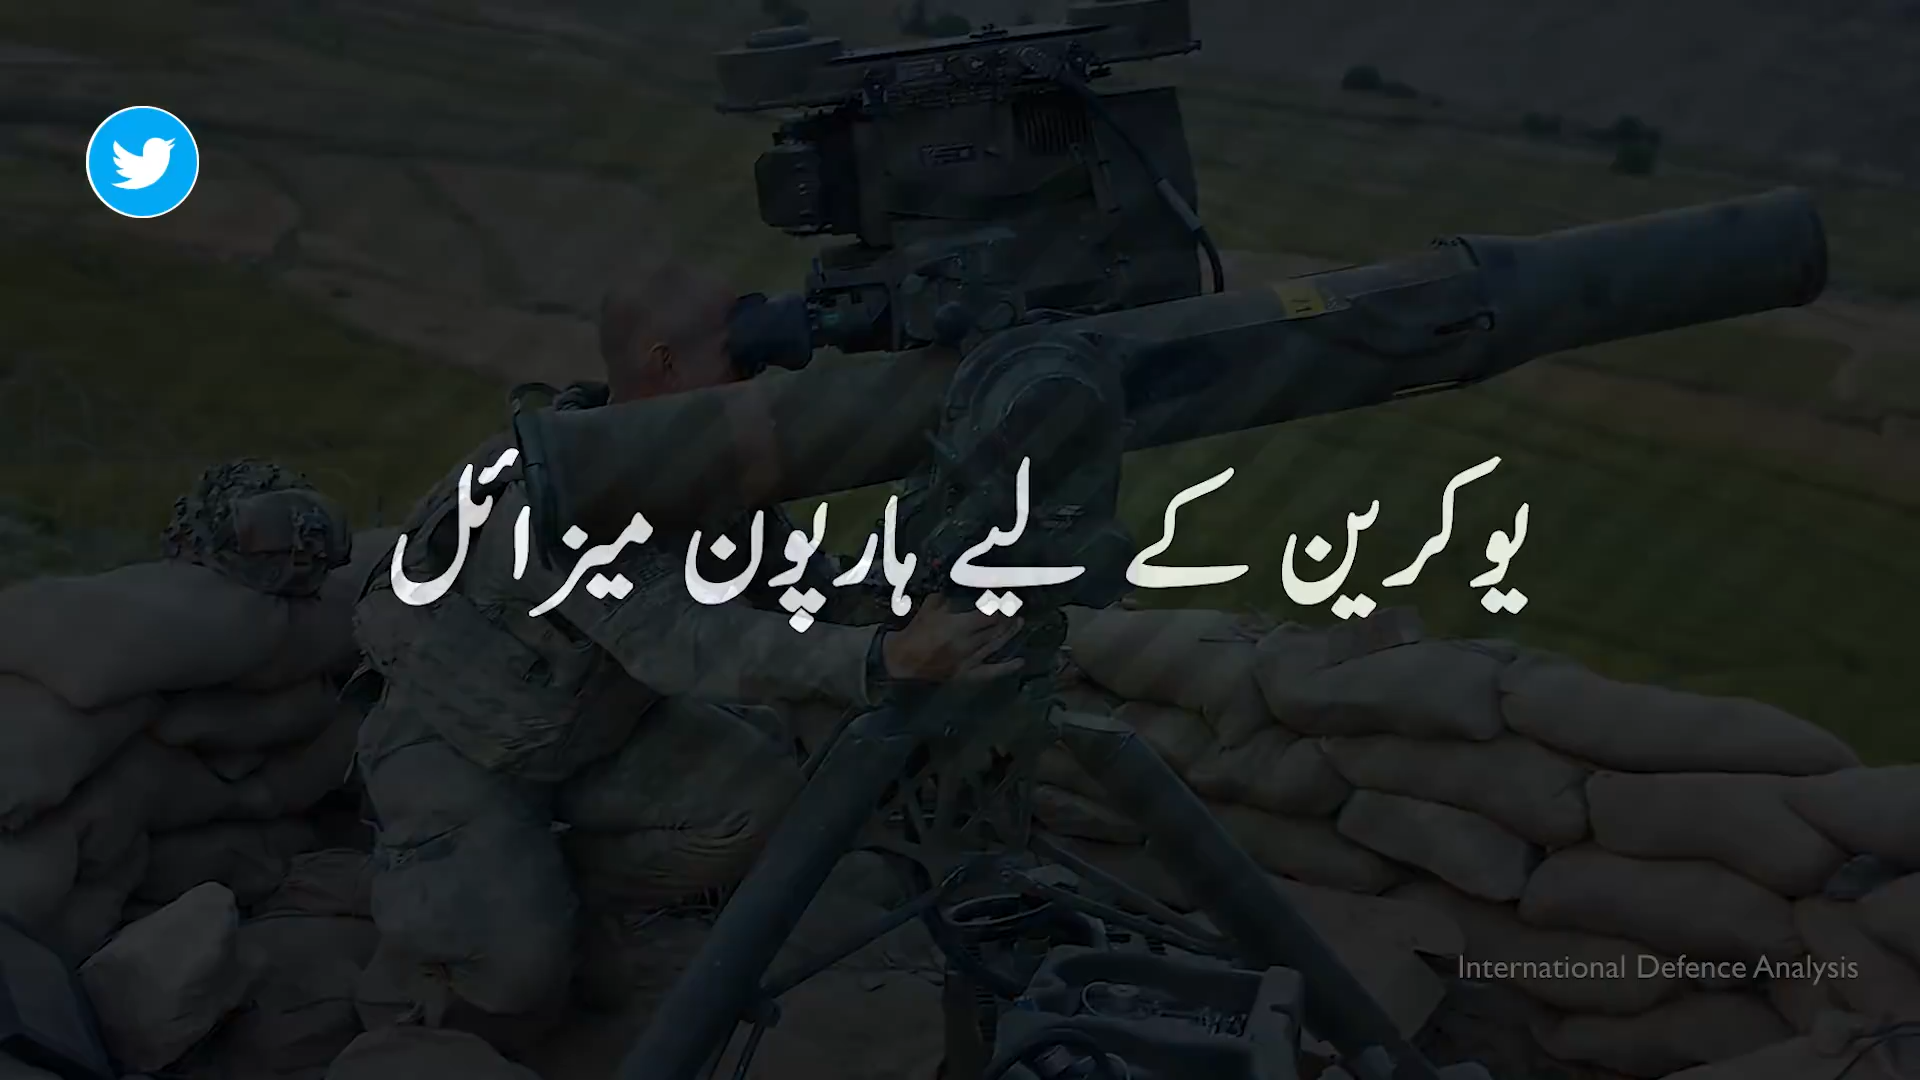 یوکرین کے لیے ہارپون میزائل
International Defence Analysis